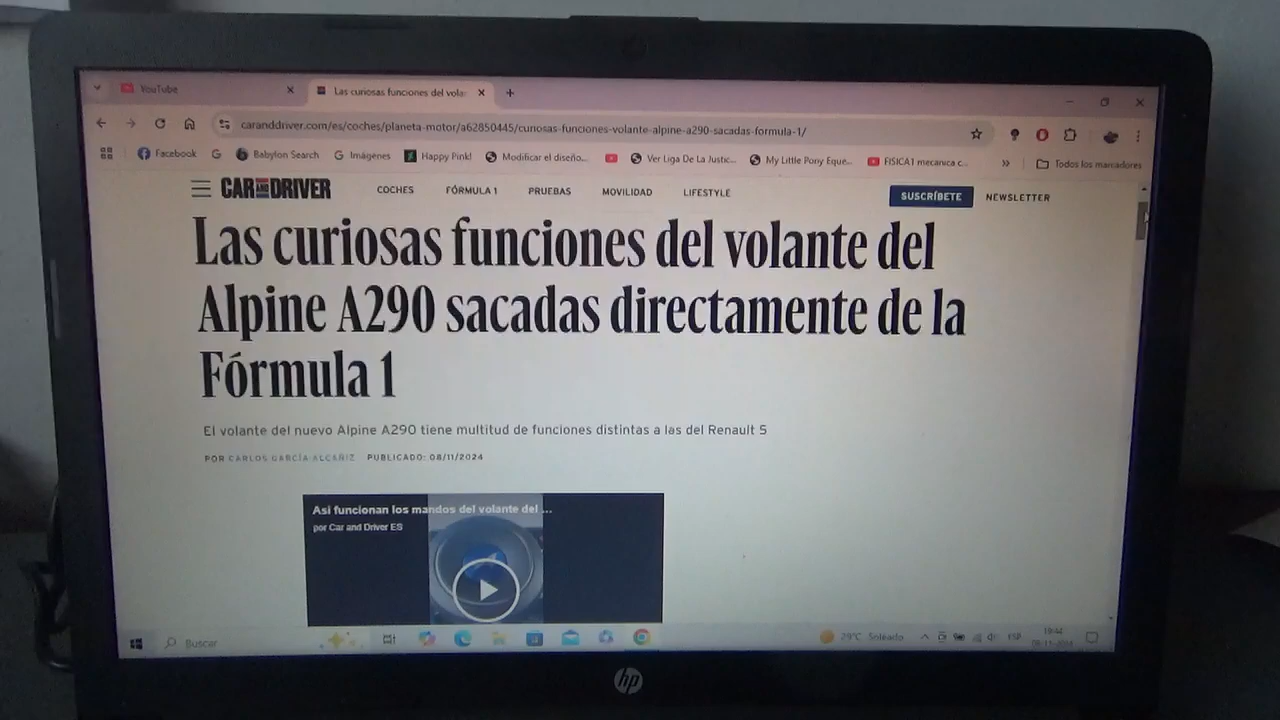 YouTube
Las curiosas funciones del vola
caranddriver.com/es/coches/planeta-motor/a62850445/curiosas-funciones-volante-alpine-a290-sacadas-formula-1/
Facebook
Babylon Search
Imágenes
Happy Pink!
Modificar el diseño...
Ver Liga De La Justic...
My Little Pony Eque...
FISICA1 mecanica c...
»
Todos los marcadores
CAR AND DRIVER
COCHES
FÓRMULA 1
PRUEBAS
MOVILIDAD
LIFESTYLE
SUSCRÍBETE
NEWSLETTER
Las curiosas funciones del volante del
Alpine A290 sacadas directamente de la
Fórmula 1
El volante del nuevo Alpine A290 tiene multitud de funciones distintas a las del Renault 5
POR CARLOS GARCÍA ALCAÑIZ PUBLICADO: 08/11/2024
Así funcionan los mandos del volante del ...
por Car and Driver ES
Buscar
29°C Soleado
ESP
hp